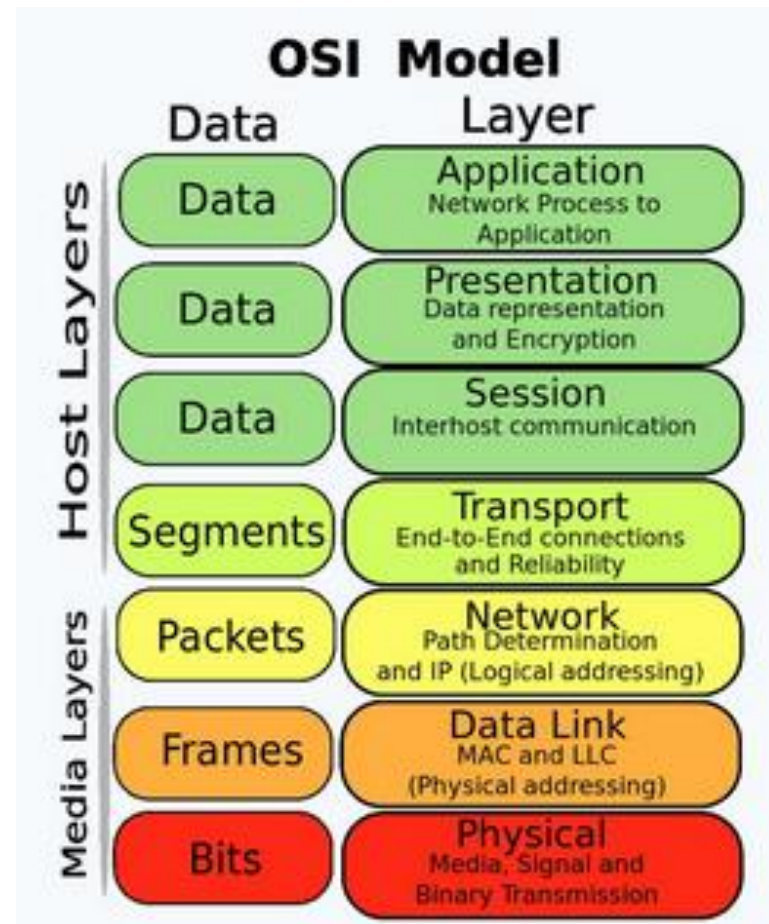 OSI Model
Data Layer
Host Layers
Data
Application
Network Process to
Application
Data
Presentation
Data representation
and Encryption
Data
Session
Interhost communication
Segments
Transport
End-to-End connections
and Reliability
Media Layers
Packets
Network
Path Determination
and IP (Logical addressing)
Frames
Data Link
MAC and LLC
(Physical addressing)
Bits
Physical
Media, Signal and
Binary Transmission